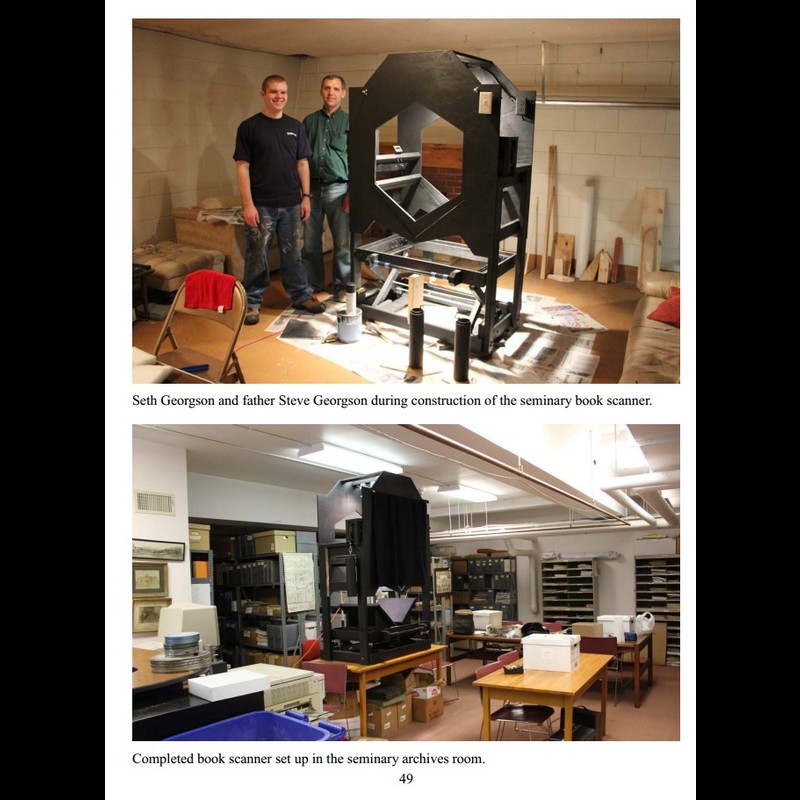 Seth Georgson and father Steve Georgson during construction of the seminary book scanner.
Completed book scanner set up in the seminary archives room.
49